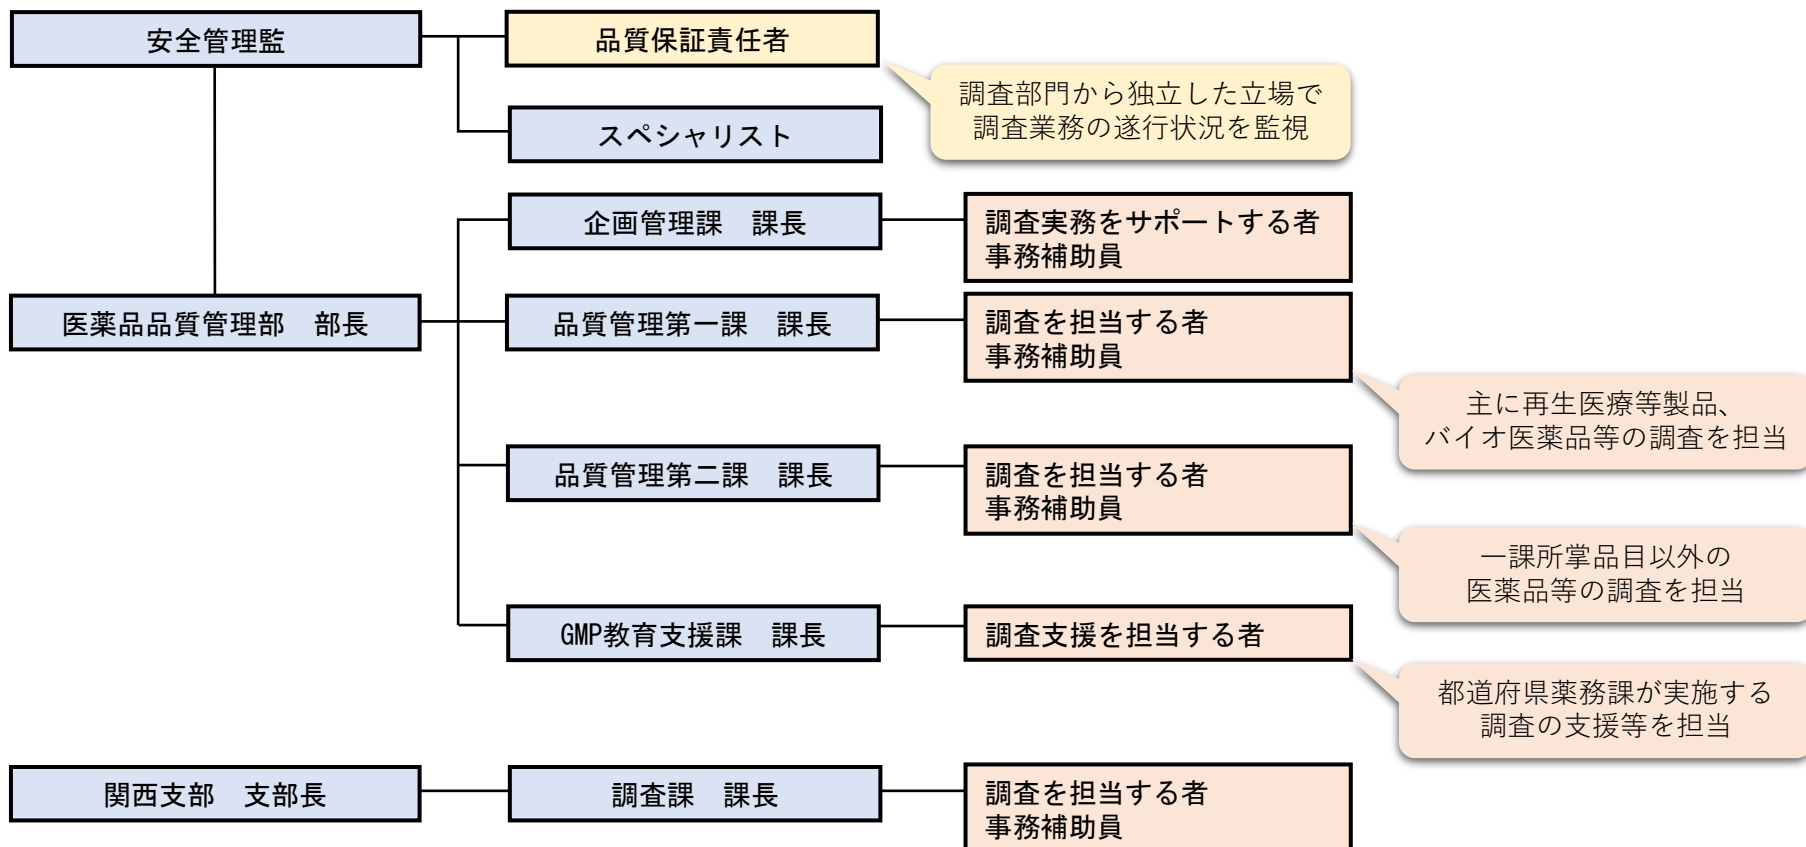 安全管理監
品質保証責任者
調査部門から独立した立場で
調査業務の遂行状況を監視
スペシャリスト
企画管理課　課長
調査実務をサポートする者
事務補助員
医薬品品質管理部　部長
品質管理第一課　課長
調査を担当する者
事務補助員
主に再生医療等製品、
バイオ医薬品等の調査を担当
品質管理第二課　課長
調査を担当する者
事務補助員
一課所掌品目以外の
医薬品等の調査を担当
GMP教育支援課　課長
調査支援を担当する者
都道府県薬務課が実施する
調査の支援等を担当
関西支部　支部長
調査課　課長
調査を担当する者
事務補助員